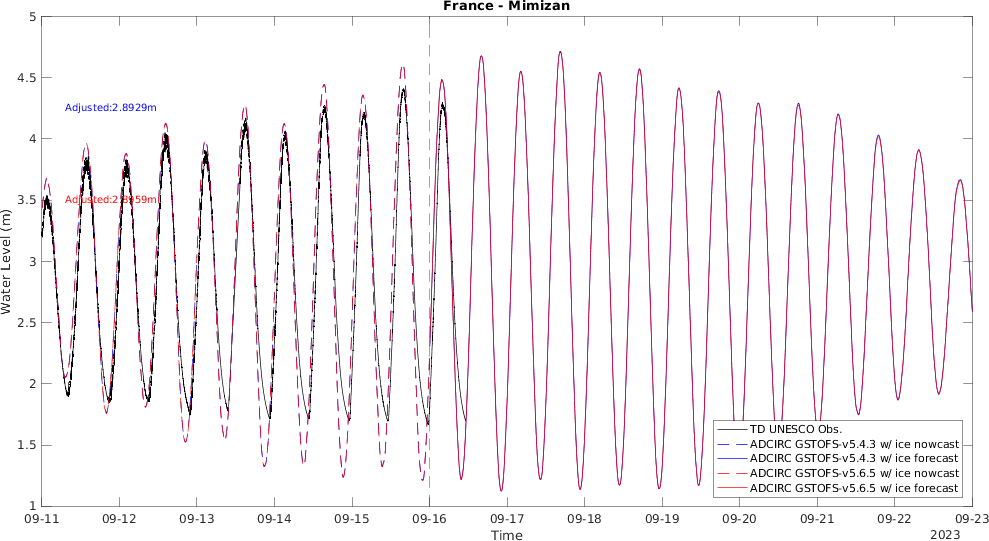 France - Mimizan
Water Level (m)
5
4.5
4
3.5
3
2.5
2
1.5
1
Adjusted:2.8929m
Adjusted:2.8959m
TD UNESCO Obs.
ADCIRC GSTOFS-v5.4.3 w/ ice nowcast
ADCIRC GSTOFS-v5.4.3 w/ ice forecast
ADCIRC GSTOFS-v5.6.5 w/ ice nowcast
ADCIRC GSTOFS-v5.6.5 w/ ice forecast
09-11 09-12 09-13 09-14 09-15 09-16 09-17 09-18 09-19 09-20 09-21 09-22 09-23
Time
2023